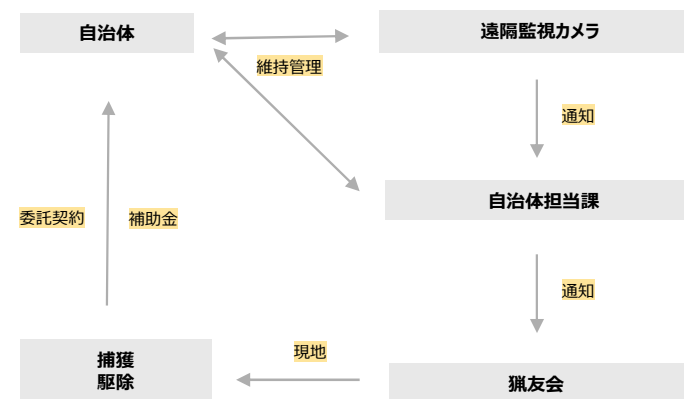 自治体
遠隔監視カメラ
維持管理
通知
自治体担当課
委託契約
補助金
通知
現地
捕獲
駆除
猟友会